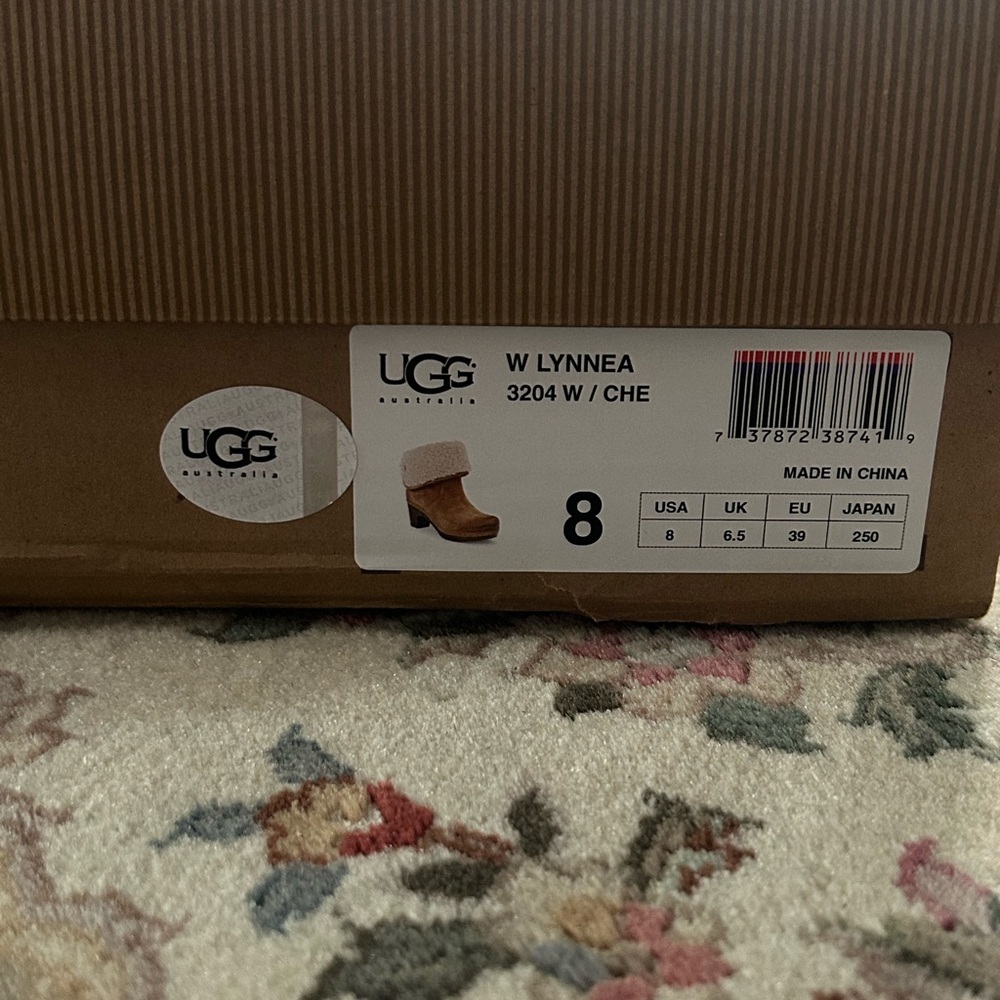 UGG
australia
UGG
australia
W LYNNEA
3204 W / CHE
7 37872 38741 9
MADE IN CHINA
8
USA UK EU JAPAN
8 6.5 39 250